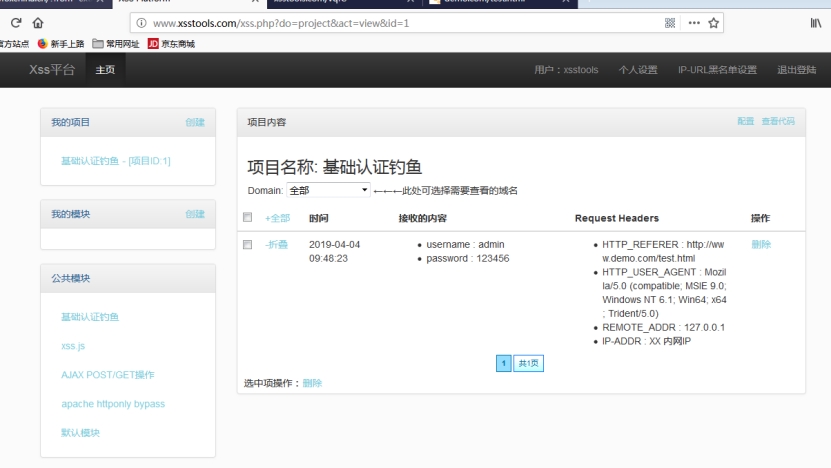 www.xsstools.com/xss.php?do=project&act=view&id=1
官方站点 新手上路 常用网址 JD 京东商城
Xss平台 主页 用户：xsstools 个人设置 IP-URL黑名单设置 退出登陆
我的项目 创建
基础认证钓鱼 - [项目ID:1]
我的模块 创建
公共模块
基础认证钓鱼
xss.js
AJAX POST/GET操作
apache httponly bypass
默认模块
项目内容 配置 查看代码
项目名称: 基础认证钓鱼
Domain: 全部 ←←←此处可选择需要查看的域名
+全部 时间 接收的内容 Request Headers 操作
-折叠 2019-04-04 09:48:23
username : admin
password : 123456
HTTP_REFERER : http://ww
w.demo.com/test.html
HTTP_USER_AGENT : Mozil
la/5.0 (compatible; MSIE 9.0;
Windows NT 6.1; Win64; x64
; Trident/5.0)
REMOTE_ADDR : 127.0.0.1
IP-ADDR : XX 内网IP
删除
1 共1页
选中项操作：删除